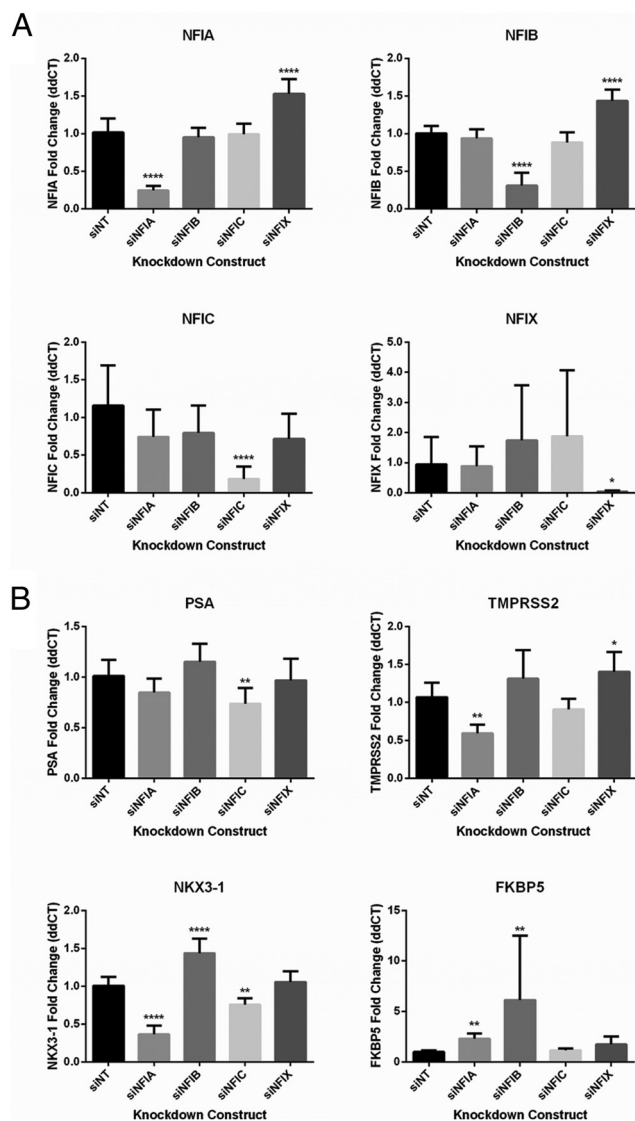 A
NFIA
NFIA Fold Change (ddCT)
2.0
1.5
1.0
0.5
0.0
****
****
siNT
siNFIA
siNFIB
siNFIC
siNFIX
Knockdown Construct
NFIB
NFIB Fold Change (ddCT)
2.0
1.5
1.0
0.5
0.0
****
****
siNT
siNFIA
siNFIB
siNFIC
siNFIX
Knockdown Construct
NFIC
NFIC Fold Change (ddCT)
2.0
1.5
1.0
0.5
0.0
****
siNT
siNFIA
siNFIB
siNFIC
siNFIX
Knockdown Construct
NFIX
NFIX Fold Change (ddCT)
5.0
4.0
3.0
2.0
1.0
0.0
*
siNT
siNFIA
siNFIB
siNFIC
siNFIX
Knockdown Construct
B
PSA
PSA Fold Change (ddCT)
1.5
1.0
0.5
0.0
**
siNT
siNFIA
siNFIB
siNFIC
siNFIX
Knockdown Construct
TMPRSS2
TMPRSS2 Fold Change (ddCT)
2.0
1.5
1.0
0.5
0.0
**
*
siNT
siNFIA
siNFIB
siNFIC
siNFIX
Knockdown Construct
NKX3-1
NKX3-1 Fold Change (ddCT)
2.0
1.5
1.0
0.5
0.0
****
****
**
siNT
siNFIA
siNFIB
siNFIC
siNFIX
Knockdown Construct
FKBP5
FKBP5 Fold Change (ddCT)
15
10
5
0
**
**
siNT
siNFIA
siNFIB
siNFIC
siNFIX
Knockdown Construct